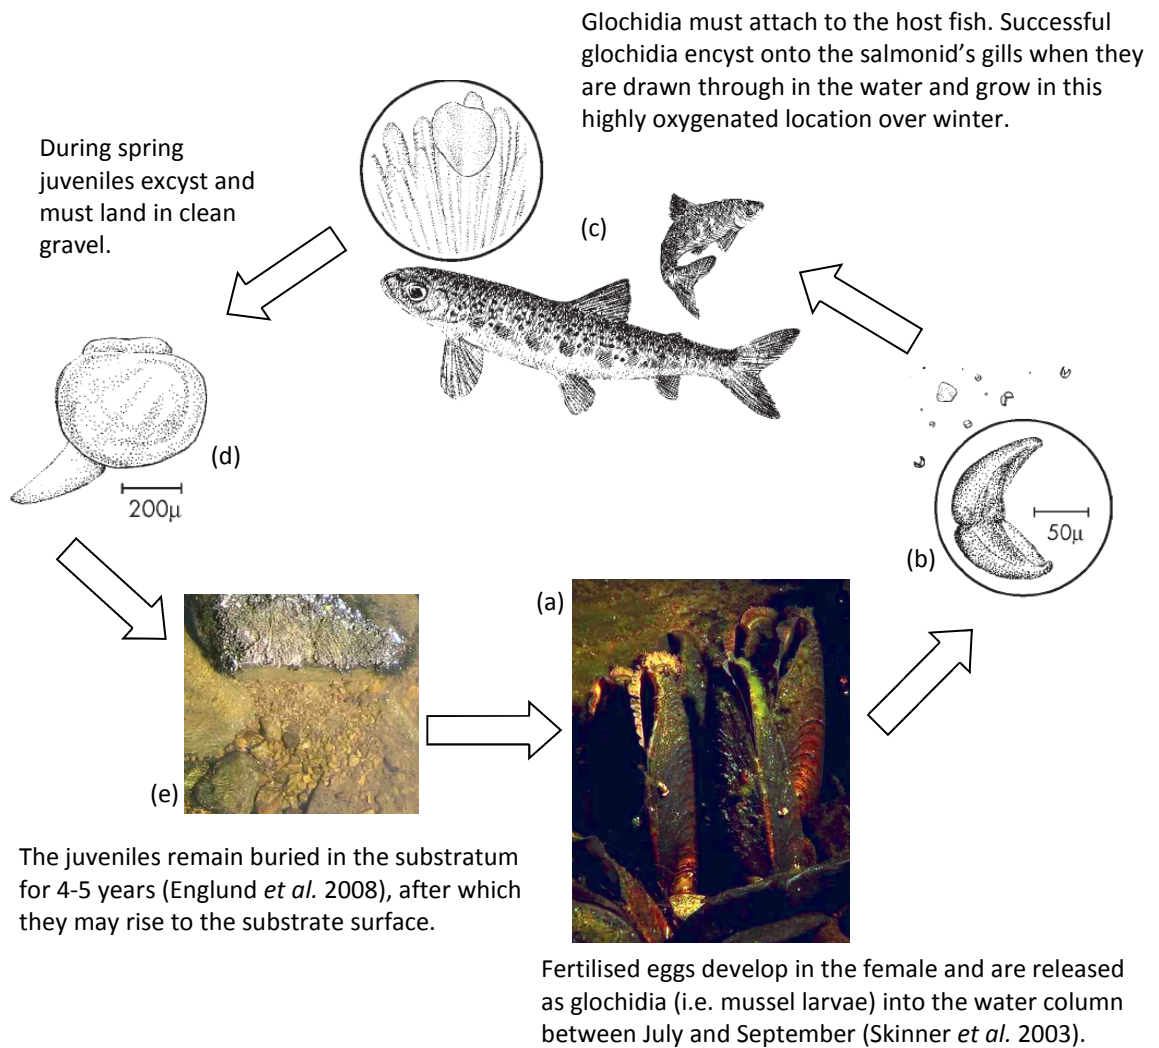 Glochidia must attach to the host fish. Successful
glochidia encyst onto the salmonid's gills when they
are drawn through in the water and grow in this
highly oxygenated location over winter.
During spring
juveniles excyst and
must land in clean
gravel.
(c)
(d)
200μ
50μ
(b)
(a)
(e)
The juveniles remain buried in the substratum
for 4-5 years (Englund et al. 2008), after which
they may rise to the substrate surface.
Fertilised eggs develop in the female and are released
as glochidia (i.e. mussel larvae) into the water column
between July and September (Skinner et al. 2003).